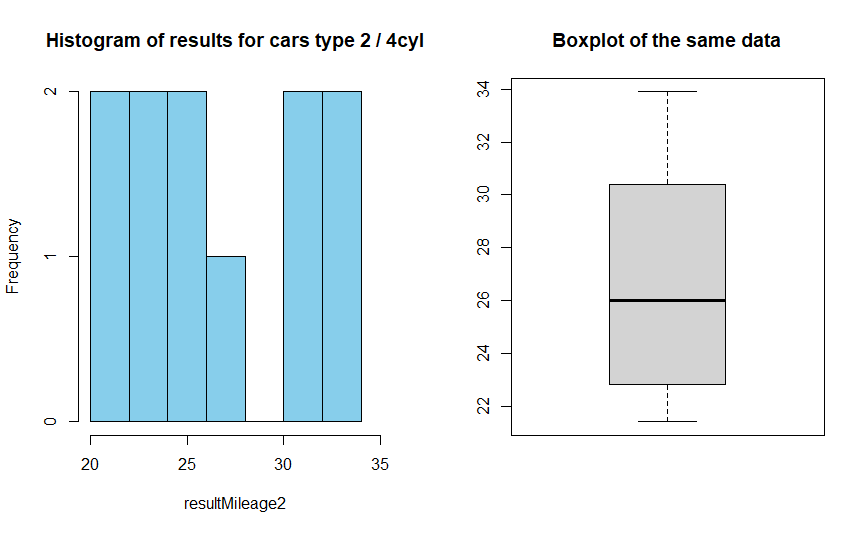 Histogram of results for cars type 2 / 4cyl
2
1
0
Frequency
20 25 30 35
resultMileage2
Boxplot of the same data
34
32
30
28
26
24
22